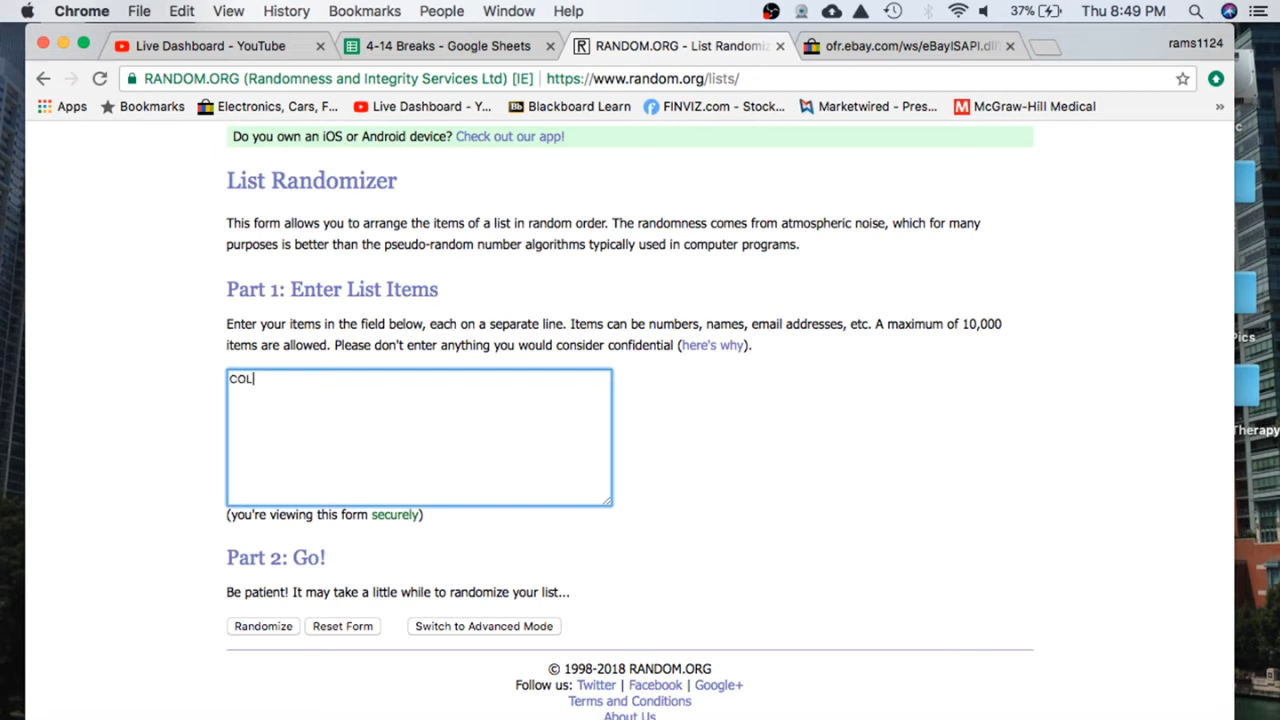 Chrome File Edit View History Bookmarks People Window Help 37% Thu 8:49 PM
Live Dashboard - YouTube × 4-14 Breaks - Google Sheets × RANDOM.ORG - List Randomiz × ofr.ebay.com/ws/eBayISAPI.dll × rams1124
RANDOM.ORG (Randomness and Integrity Services Ltd) [IE] https://www.random.org/lists/
Apps Bookmarks Electronics, Cars, F... Live Dashboard - Y... Bb Blackboard Learn FINVIZ.com - Stock... Marketwired - Pres... M McGraw-Hill Medical »
Do you own an iOS or Android device? Check out our app!
List Randomizer
This form allows you to arrange the items of a list in random order. The randomness comes from atmospheric noise, which for many
purposes is better than the pseudo-random number algorithms typically used in computer programs.
Part 1: Enter List Items
Enter your items in the field below, each on a separate line. Items can be numbers, names, email addresses, etc. A maximum of 10,000
items are allowed. Please don't enter anything you would consider confidential (here's why).
COL
(you're viewing this form securely)
Part 2: Go!
Be patient! It may take a little while to randomize your list...
Randomize Reset Form Switch to Advanced Mode
© 1998-2018 RANDOM.ORG
Follow us: Twitter | Facebook | Google+
Terms and Conditions
About Us
c
Pics
Therapy